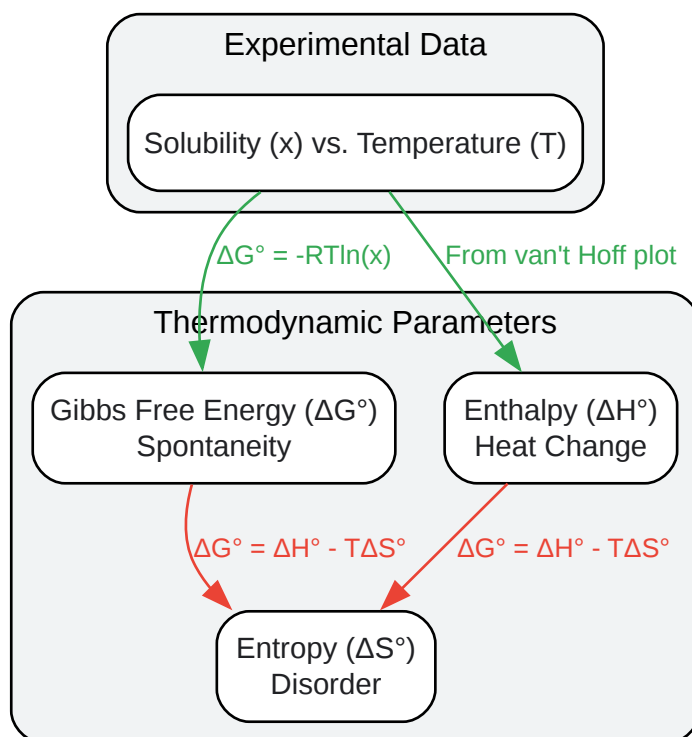 Experimental Data
Solubility (x) vs. Temperature (T)
ΔG° = -RTln(x)
From van't Hoff plot
Thermodynamic Parameters
Gibbs Free Energy (ΔG°)
Spontaneity
Enthalpy (ΔH°)
Heat Change
ΔG° = ΔH° - TΔS°
ΔG° = ΔH° - TΔS°
Entropy (ΔS°)
Disorder